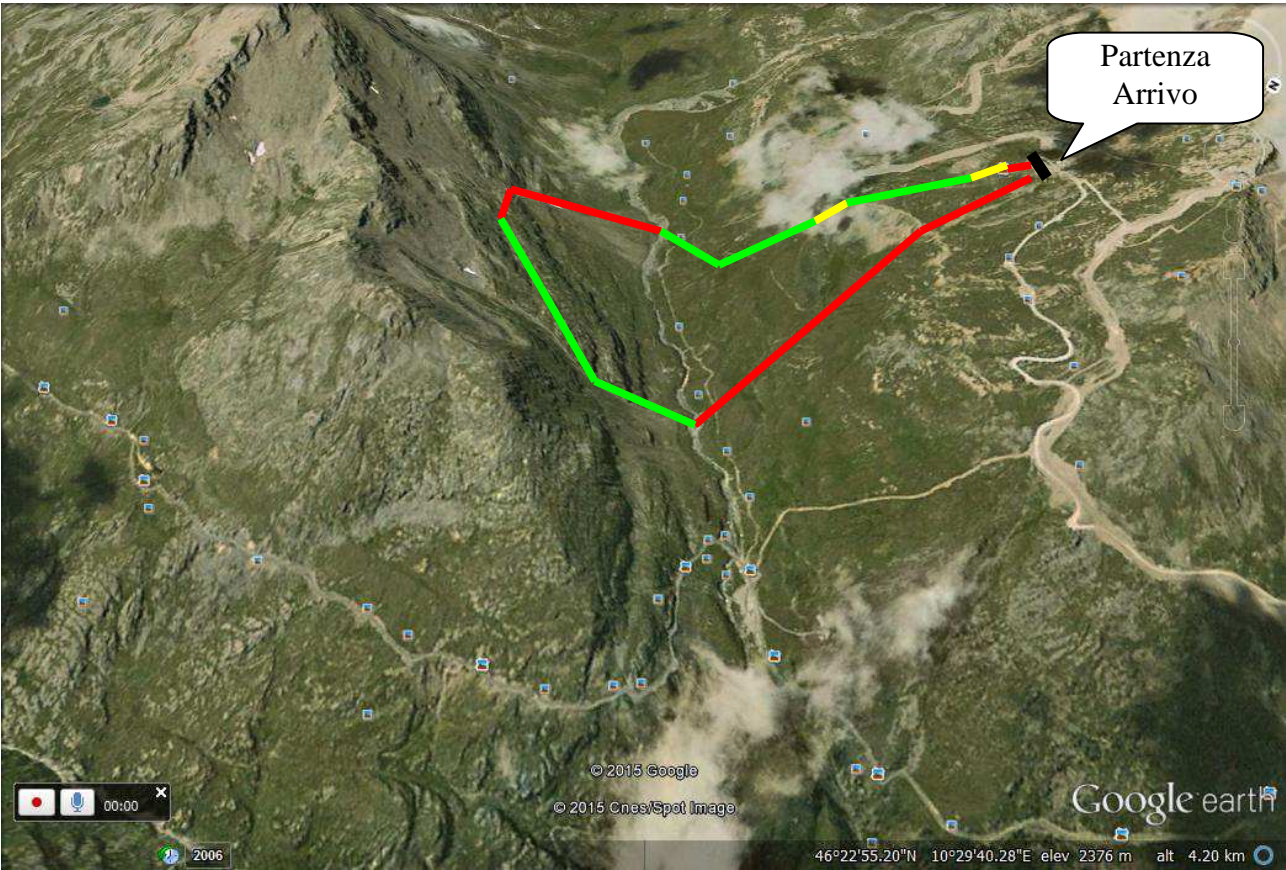 Partenza
Arrivo
N
© 2015 Google
© 2015 Cnes/Spot Image
00:00
Google earth
2006
46°22'55.20"N 10°29'40.28"E elev 2376 m alt 4.20 km